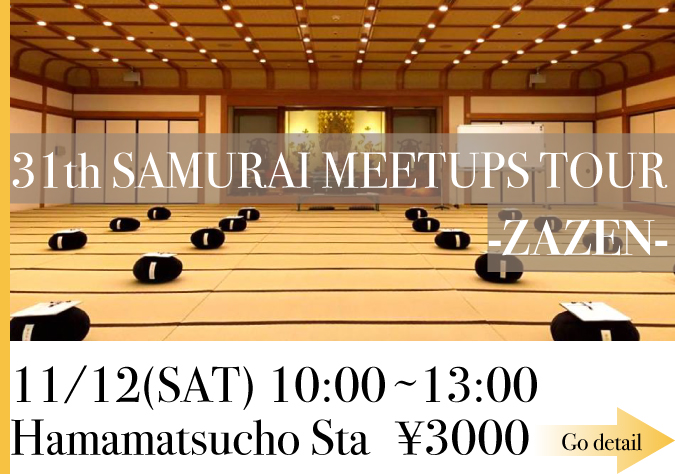 31th SAMURAI MEETUPS TOUR
-ZAZEN-
11/12(SAT) 10:00~13:00
Hamamatsucho Sta ¥3000
Go detail